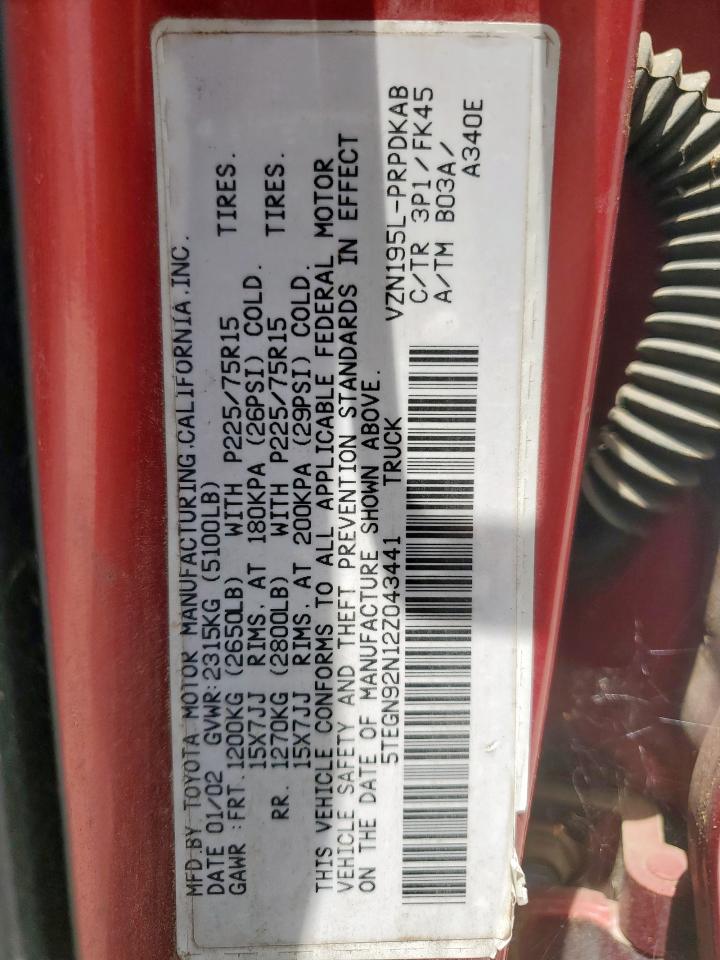 MFD.BY TOYOTA MOTOR MANUFACTURING.CALIFORNIA.INC.
DATE 01/02 GVWR:2315KG (5100LB)
GAWR :FRT.1200KG (2650LB) WITH P225/75R15 TIRES.
15X7JJ RIMS. AT 180KPA (26PSI) COLD.
RR. 1270KG (2800LB) WITH P225/75R15 TIRES.
15X7JJ RIMS. AT 200KPA (29PSI) COLD.
THIS VEHICLE CONFORMS TO ALL APPLICABLE FEDERAL MOTOR
VEHICLE SAFETY AND THEFT PREVENTION STANDARDS IN EFFECT
ON THE DATE OF MANUFACTURE SHOWN ABOVE.
5TEGN92N12Z043441 TRUCK
VZN195L-PRPDKAB
C/TR 3P1/FK45
A/TM B03A/
A340E